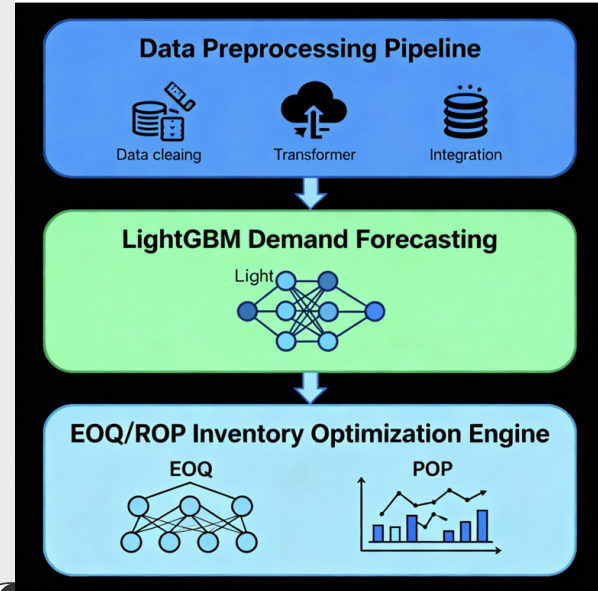 Data Preprocessing Pipeline
Data cleaing
Transformer
Integration
LightGBM Demand Forecasting
Light
EOQ/ROP Inventory Optimization Engine
EOQ
POP